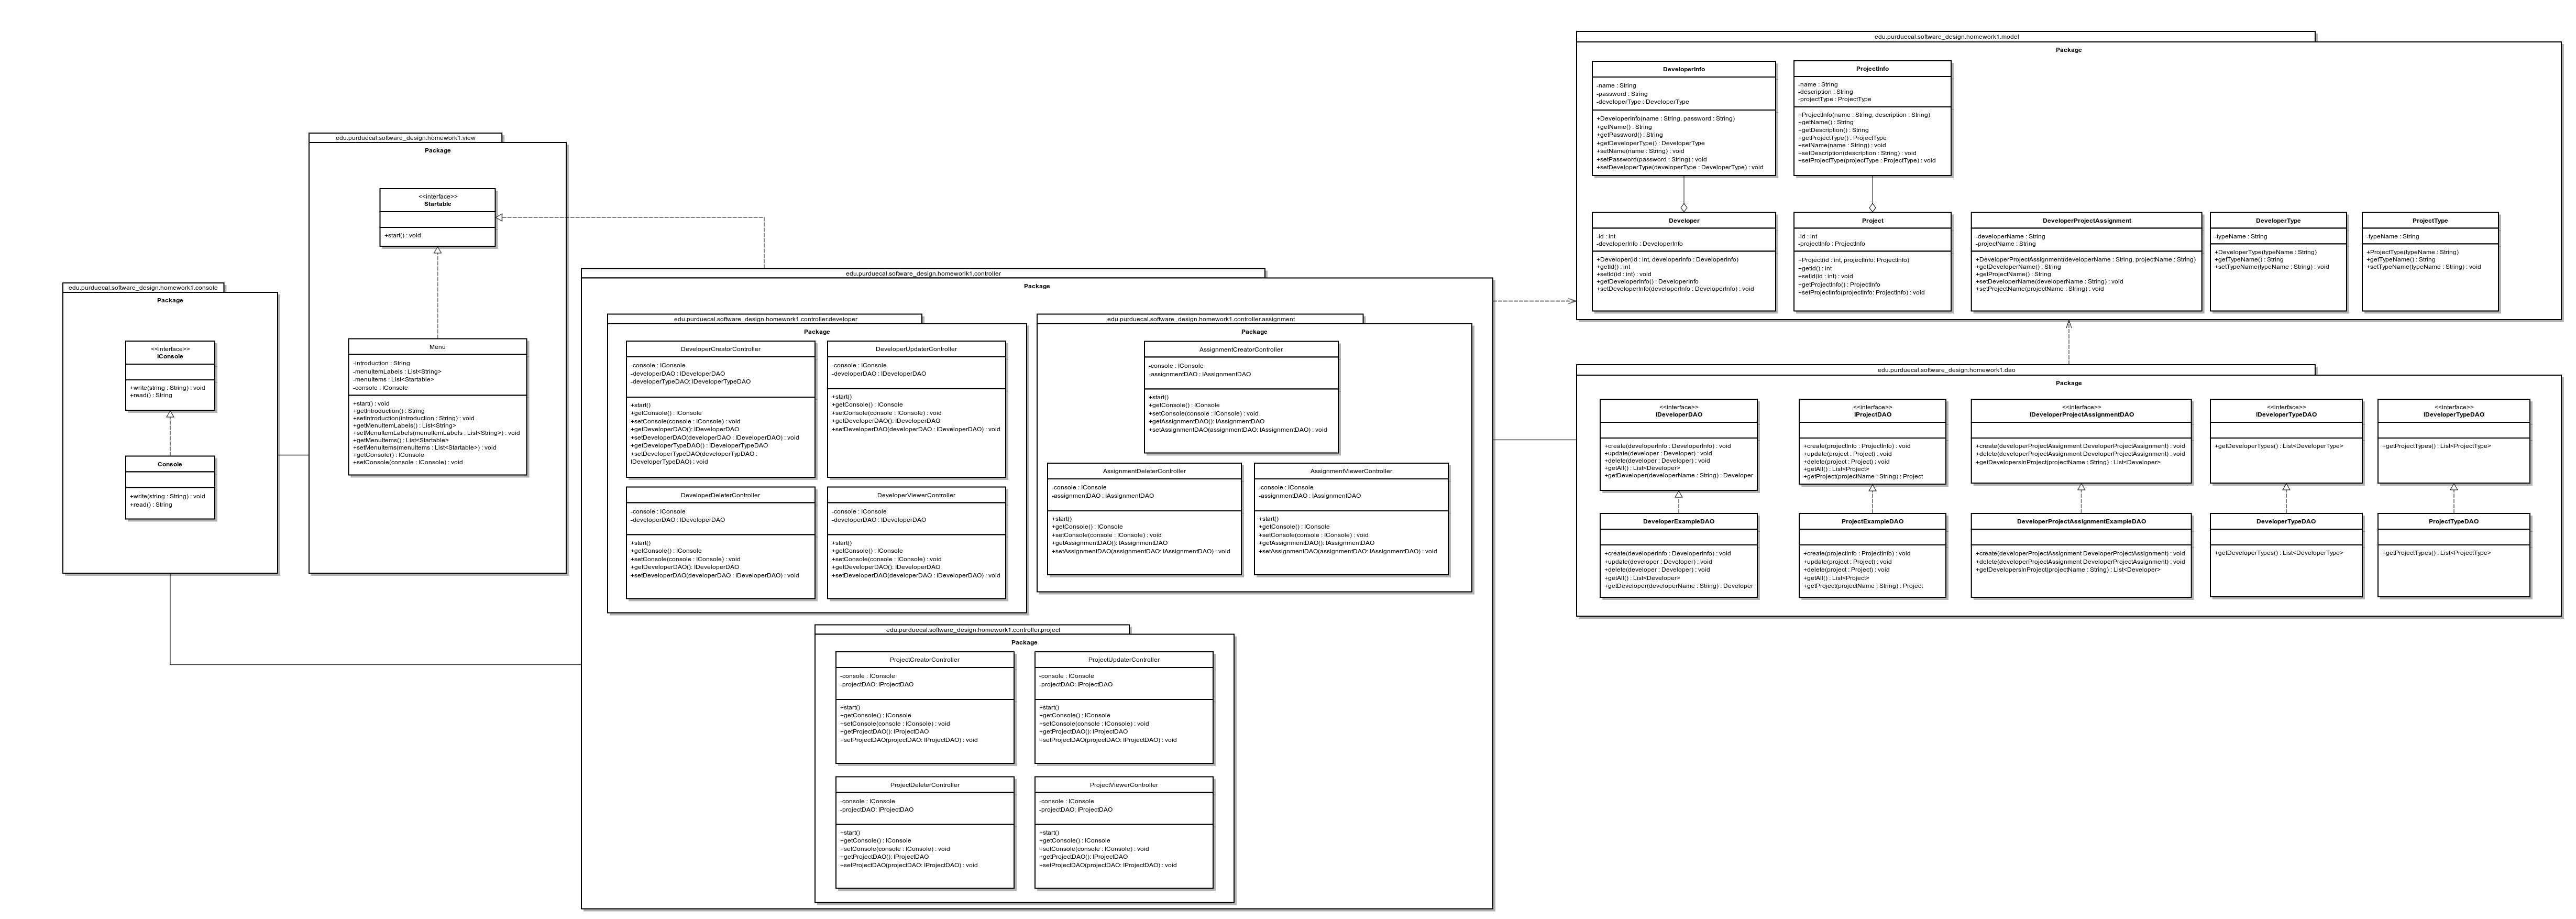 edu.purduecal.software_design.homework1.console
Package
<<interface>>
IConsole
+write(string : String) : void
+read() : String
Console
+write(string : String) : void
+read() : String
edu.purduecal.software_design.homework1.view
Package
<<interface>>
Startable
+start() : void
Menu
-introduction : String
-menuItemLabels : List<String>
-menuItems : List<Startable>
-console : IConsole
+start() : void
+getIntroduction() : String
+setIntroduction(introduction : String) : void
+getMenuItemLabels() : List<String>
+setMenuItemLabels(menuItemLabels : List<String>) : void
+getMenuItems() : List<Startable>
+setMenuItems(menuItems : List<Startable>) : void
+getConsole() : IConsole
+setConsole(console : IConsole) : void
edu.purduecal.software_design.homework1.controller
Package
edu.purduecal.software_design.homework1.controller.developer
Package
DeveloperCreatorController
-console : IConsole
-developerDAO : IDeveloperDAO
-developerTypeDAO: IDeveloperTypeDAO
+start()
+getConsole() : IConsole
+setConsole(console : IConsole) : void
+getDeveloperDAO(): IDeveloperDAO
+setDeveloperDAO(developerDAO : IDeveloperDAO) : void
+getDeveloperTypeDAO() : IDeveloperTypeDAO
+setDeveloperTypeDAO(developerTypDAO :
IDeveloperTypeDAO) : void
DeveloperUpdaterController
-console : IConsole
-developerDAO : IDeveloperDAO
+start()
+getConsole() : IConsole
+setConsole(console : IConsole) : void
+getDeveloperDAO(): IDeveloperDAO
+setDeveloperDAO(developerDAO : IDeveloperDAO) : void
DeveloperDeleterController
-console : IConsole
-developerDAO : IDeveloperDAO
+start()
+getConsole() : IConsole
+setConsole(console : IConsole) : void
+getDeveloperDAO(): IDeveloperDAO
+setDeveloperDAO(developerDAO : IDeveloperDAO) : void
DeveloperViewerController
-console : IConsole
-developerDAO : IDeveloperDAO
+start()
+getConsole() : IConsole
+setConsole(console : IConsole) : void
+getDeveloperDAO(): IDeveloperDAO
+setDeveloperDAO(developerDAO : IDeveloperDAO) : void
edu.purduecal.software_design.homework1.controller.assignment
Package
AssignmentCreatorController
-console : IConsole
-assignmentDAO : IAssignmentDAO
+start()
+getConsole() : IConsole
+setConsole(console : IConsole) : void
+getAssignmentDAO(): IAssignmentDAO
+setAssignmentDAO(assignmentDAO: IAssignmentDAO) : void
AssignmentDeleterController
-console : IConsole
-assignmentDAO : IAssignmentDAO
+start()
+getConsole() : IConsole
+setConsole(console : IConsole) : void
+getAssignmentDAO(): IAssignmentDAO
+setAssignmentDAO(assignmentDAO: IAssignmentDAO) : void
AssignmentViewerController
-console : IConsole
-assignmentDAO : IAssignmentDAO
+start()
+getConsole() : IConsole
+setConsole(console : IConsole) : void
+getAssignmentDAO(): IAssignmentDAO
+setAssignmentDAO(assignmentDAO: IAssignmentDAO) : void
edu.purduecal.software_design.homework1.controller.project
Package
ProjectCreatorController
-console : IConsole
-projectDAO: IProjectDAO
+start()
+getConsole() : IConsole
+setConsole(console : IConsole) : void
+getProjectDAO(): IProjectDAO
+setProjectDAO(projectDAO: IProjectDAO) : void
ProjectUpdaterController
-console : IConsole
-projectDAO: IProjectDAO
+start()
+getConsole() : IConsole
+setConsole(console : IConsole) : void
+getProjectDAO(): IProjectDAO
+setProjectDAO(projectDAO: IProjectDAO) : void
ProjectDeleterController
-console : IConsole
-projectDAO: IProjectDAO
+start()
+getConsole() : IConsole
+setConsole(console : IConsole) : void
+getProjectDAO(): IProjectDAO
+setProjectDAO(projectDAO: IProjectDAO) : void
ProjectViewerController
-console : IConsole
-projectDAO: IProjectDAO
+start()
+getConsole() : IConsole
+setConsole(console : IConsole) : void
+getProjectDAO(): IProjectDAO
+setProjectDAO(projectDAO: IProjectDAO) : void
edu.purduecal.software_design.homework1.model
Package
DeveloperInfo
-name : String
-password : String
-developerType : DeveloperType
+DeveloperInfo(name : String, password : String)
+getName() : String
+getPassword() : String
+getDeveloperType() : DeveloperType
+setName(name : String) : void
+setPassword(password : String) : void
+setDeveloperType(developerType : DeveloperType) : void
ProjectInfo
-name : String
-description : String
-projectType : ProjectType
+ProjectInfo(name : String, description : String)
+getName() : String
+getDescription() : String
+getProjectType() : ProjectType
+setName(name : String) : void
+setDescription(description : String) : void
+setProjectType(projectType : ProjectType) : void
Developer
-id : int
-developerInfo : DeveloperInfo
+Developer(id : int, developerInfo : DeveloperInfo)
+getId() : int
+setId(id : int) : void
+getDeveloperInfo() : DeveloperInfo
+setDeveloperInfo(developerInfo : DeveloperInfo) : void
Project
-id : int
-projectInfo : ProjectInfo
+Project(id : int, projectInfo: ProjectInfo)
+getId() : int
+setId(id : int) : void
+getProjectInfo() : ProjectInfo
+setProjectInfo(projectInfo: ProjectInfo) : void
DeveloperProjectAssignment
-developerName : String
-projectName : String
+DeveloperProjectAssignment(developerName : String, projectName : String)
+getDeveloperName() : String
+getProjectName() : String
+setDeveloperName(developerName : String) : void
+setProjectName(projectName : String) : void
DeveloperType
-typeName : String
+DeveloperType(typeName : String)
+getTypeName() : String
+setTypeName(typeName : String) : void
ProjectType
-typeName : String
+ProjectType(typeName : String)
+getTypeName() : String
+setTypeName(typeName : String) : void
edu.purduecal.software_design.homework1.dao
Package
<<interface>>
IDeveloperDAO
+create(developerInfo : DeveloperInfo) : void
+update(developer : Developer) : void
+delete(developer : Developer) : void
+getAll() : List<Developer>
+getDeveloper(developerName : String) : Developer
<<interface>>
IProjectDAO
+create(projectInfo : ProjectInfo) : void
+update(project : Project) : void
+delete(project : Project) : void
+getAll() : List<Project>
+getProject(projectName : String) : Project
<<interface>>
IDeveloperProjectAssignmentDAO
+create(developerProjectAssignment DeveloperProjectAssignment) : void
+delete(developerProjectAssignment DeveloperProjectAssignment) : void
+getDevelopersInProject(projectName : String) : List<Developer>
<<interface>>
IDeveloperTypeDAO
+getDeveloperTypes() : List<DeveloperType>
<<interface>>
IDeveloperTypeDAO
+getProjectTypes() : List<ProjectType>
DeveloperExampleDAO
+create(developerInfo : DeveloperInfo) : void
+update(developer : Developer) : void
+delete(developer : Developer) : void
+getAll() : List<Developer>
+getDeveloper(developerName : String) : Developer
ProjectExampleDAO
+create(projectInfo : ProjectInfo) : void
+update(project : Project) : void
+delete(project : Project) : void
+getAll() : List<Project>
+getProject(projectName : String) : Project
DeveloperProjectAssignmentExampleDAO
+create(developerProjectAssignment DeveloperProjectAssignment) : void
+delete(developerProjectAssignment DeveloperProjectAssignment) : void
+getDevelopersInProject(projectName : String) : List<Developer>
DeveloperTypeDAO
+getDeveloperTypes() : List<DeveloperType>
ProjectTypeDAO
+getProjectTypes() : List<ProjectType>